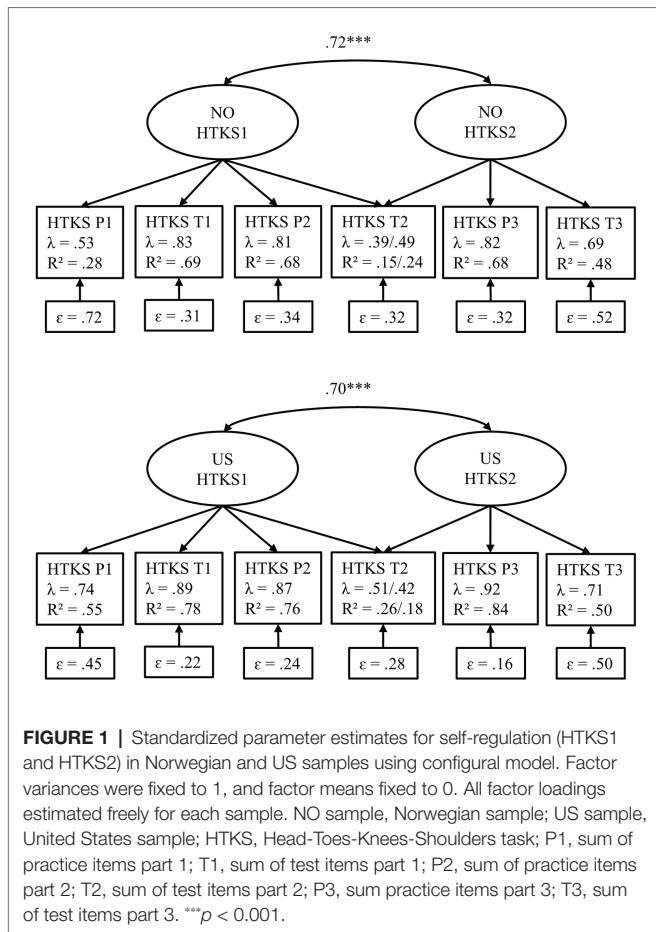 .72***
NO
HTKS1
NO
HTKS2
HTKS P1
λ = .53
R² = .28
HTKS T1
λ = .83
R² = .69
HTKS P2
λ = .81
R² = .68
HTKS T2
λ = .39/.49
R² = .15/.24
HTKS P3
λ = .82
R² = .68
HTKS T3
λ = .69
R² = .48
ε = .72
ε = .31
ε = .34
ε = .32
ε = .32
ε = .52
.70***
US
HTKS1
US
HTKS2
HTKS P1
λ = .74
R² = .55
HTKS T1
λ = .89
R² = .78
HTKS P2
λ = .87
R² = .76
HTKS T2
λ = .51/.42
R² = .26/.18
HTKS P3
λ = .92
R² = .84
HTKS T3
λ = .71
R² = .50
ε = .45
ε = .22
ε = .24
ε = .28
ε = .16
ε = .50
FIGURE 1 | Standardized parameter estimates for self-regulation (HTKS1
and HTKS2) in Norwegian and US samples using configural model. Factor
variances were fixed to 1, and factor means fixed to 0. All factor loadings
estimated freely for each sample. NO sample, Norwegian sample; US sample,
United States sample; HTKS, Head-Toes-Knees-Shoulders task; P1, sum of
practice items part 1; T1, sum of test items part 1; P2, sum of practice items
part 2; T2, sum of test items part 2; P3, sum practice items part 3; T3, sum
of test items part 3. ***p < 0.001.